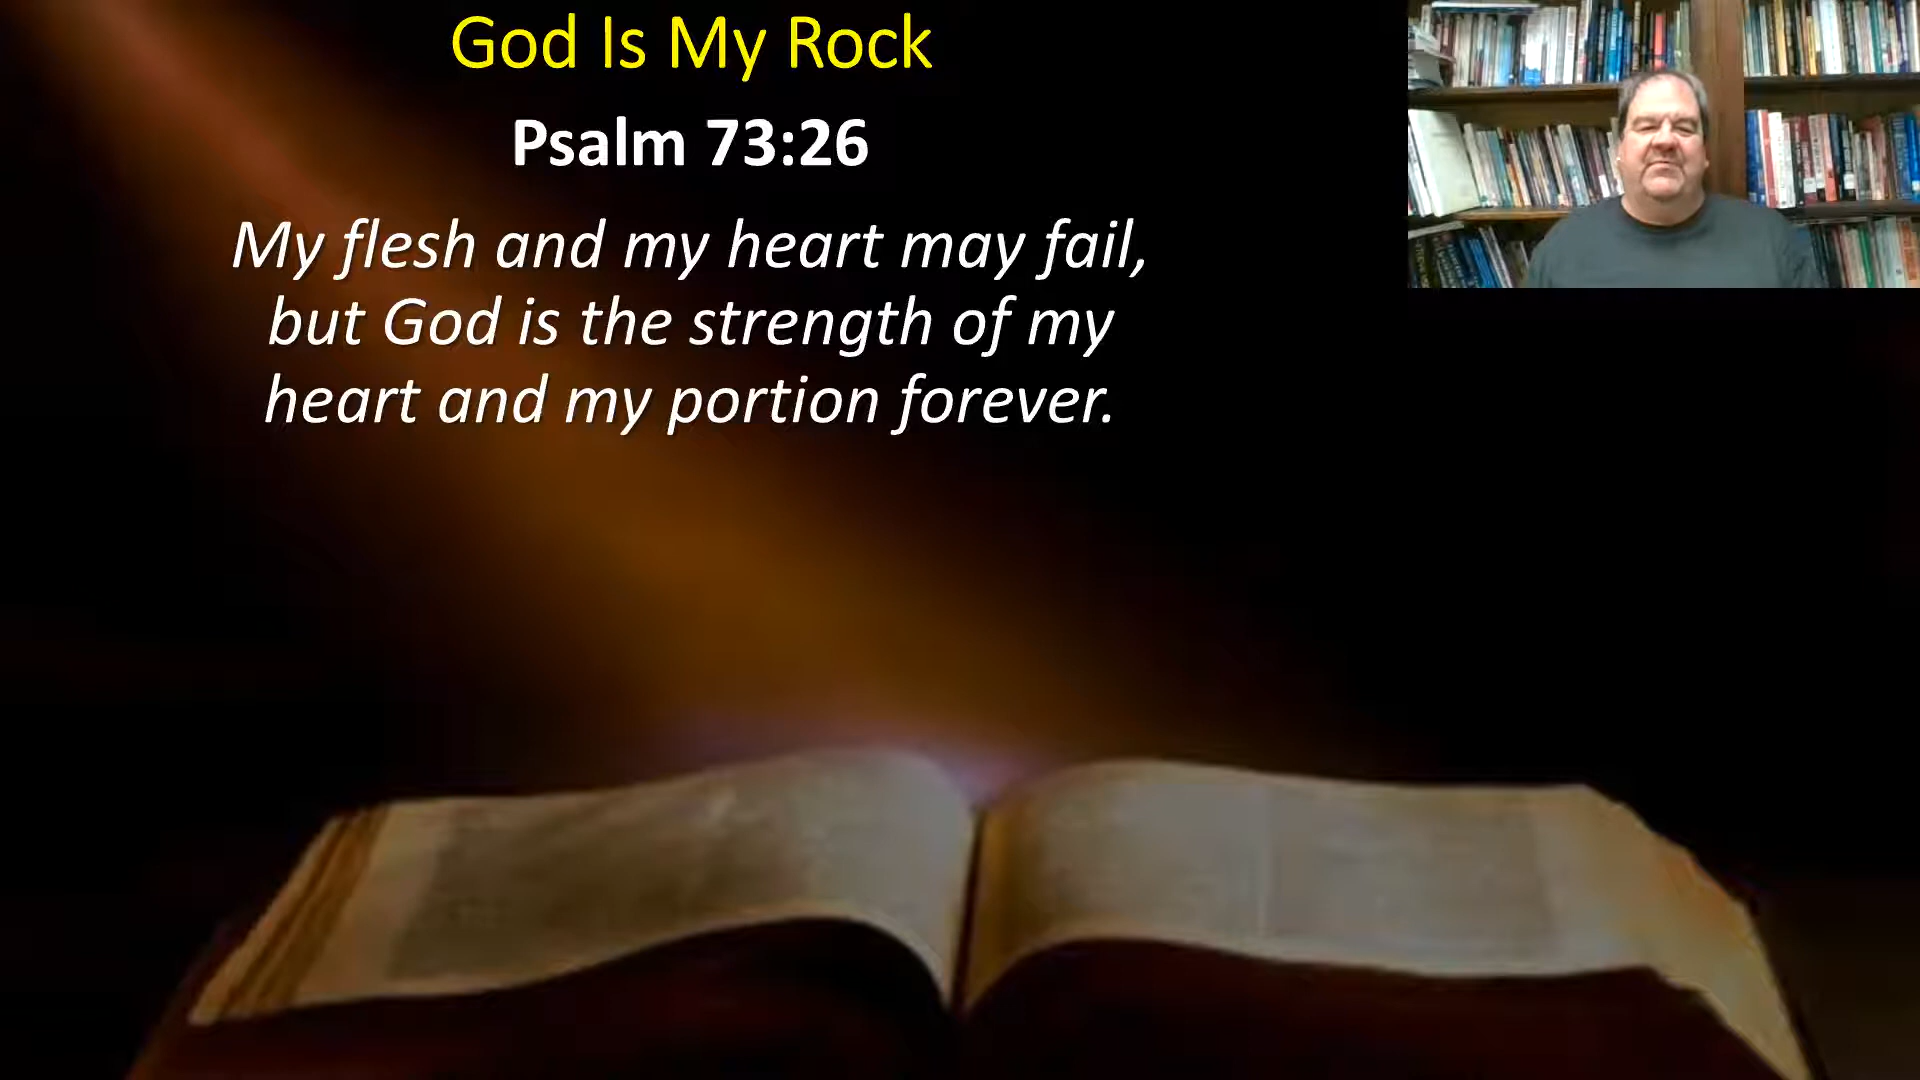 God Is My Rock
Psalm 73:26
My flesh and my heart may fail,
but God is the strength of my
heart and my portion forever.